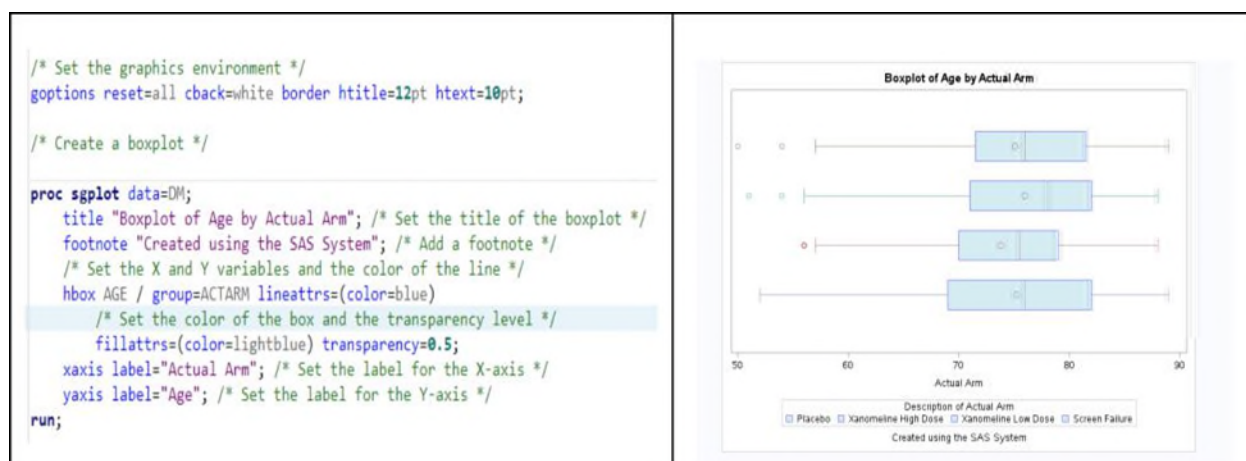 /* Set the graphics environment */
goptions reset=all cback=white border htitle=12pt htext=10pt;
/* Create a boxplot */
proc sgplot data=DM;
title "Boxplot of Age by Actual Arm"; /* Set the title of the boxplot */
footnote "Created using the SAS System"; /* Add a footnote */
/* Set the X and Y variables and the color of the line */
hbox AGE / group=ACTARM lineattrs=(color=blue)
/* Set the color of the box and the transparency level */
fillattrs=(color=lightblue) transparency=0.5;
xaxis label="Actual Arm"; /* Set the label for the X-axis */
yaxis label="Age"; /* Set the label for the Y-axis */
run;
Boxplot of Age by Actual Arm
50 60 70 80 90
Actual Arm
Description of Actual Arm
Placebo Xanomeline High Dose Xanomeline Low Dose Screen Failure
Created using the SAS System